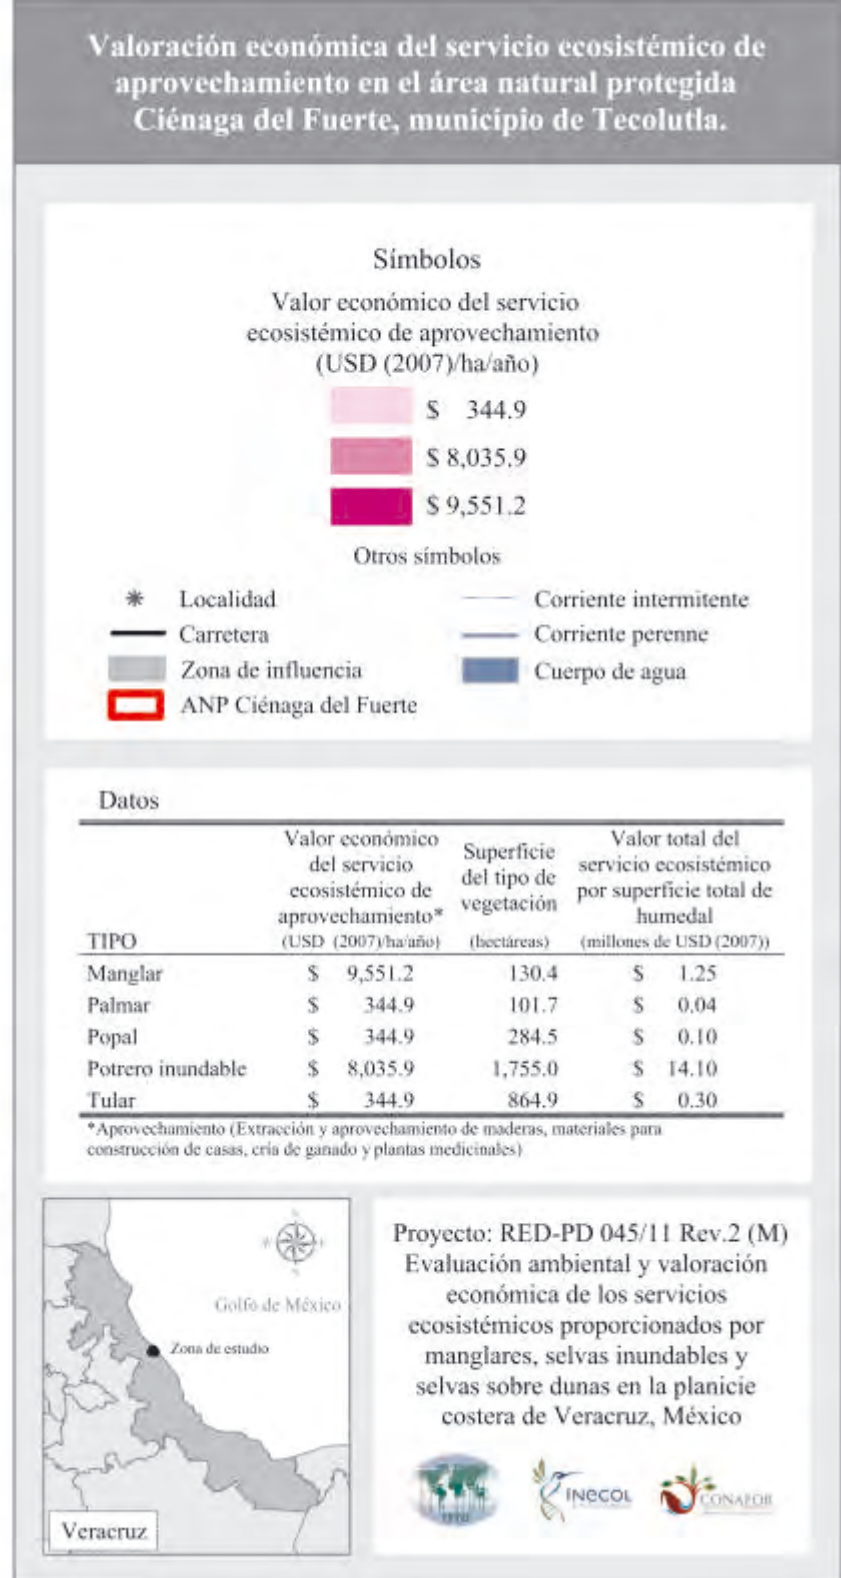 Valoración económica del servicio ecosistémico de
aprovechamiento en el área natural protegida
Ciénaga del Fuerte, municipio de Tecolutla.
Símbolos
Valor económico del servicio
ecosistémico de aprovechamiento
(USD (2007)/ha/año)
$ 344.9
$ 8,035.9
$ 9,551.2
Otros símbolos
Localidad
Corriente intermitente
Carretera
Corriente perenne
Zona de influencia
Cuerpo de agua
ANP Ciénaga del Fuerte
Datos
TIPO
Valor económico
del servicio
ecosistémico de
aprovechamiento*
(USD (2007)/ha/año)
Superficie
del tipo de
vegetación
(hectáreas)
Valor total del
servicio ecosistémico
por superficie total de
humedal
(millones de USD (2007))
Manglar $ 9,551.2 130.4 $ 1.25
Palmar $ 344.9 101.7 $ 0.04
Popal $ 344.9 284.5 $ 0.10
Potrero inundable $ 8,035.9 1,755.0 $ 14.10
Tular $ 344.9 864.9 $ 0.30
*Aprovechamiento (Extracción y aprovechamiento de maderas, materiales para
construcción de casas, cría de ganado y plantas medicinales)
Golfo de México
Zona de estudio
Veracruz
Proyecto: RED-PD 045/11 Rev.2 (M)
Evaluación ambiental y valoración
económica de los servicios
ecosistémicos proporcionados por
manglares, selvas inundables y
selvas sobre dunas en la planicie
costera de Veracruz, México
INECOL
CONAFOR